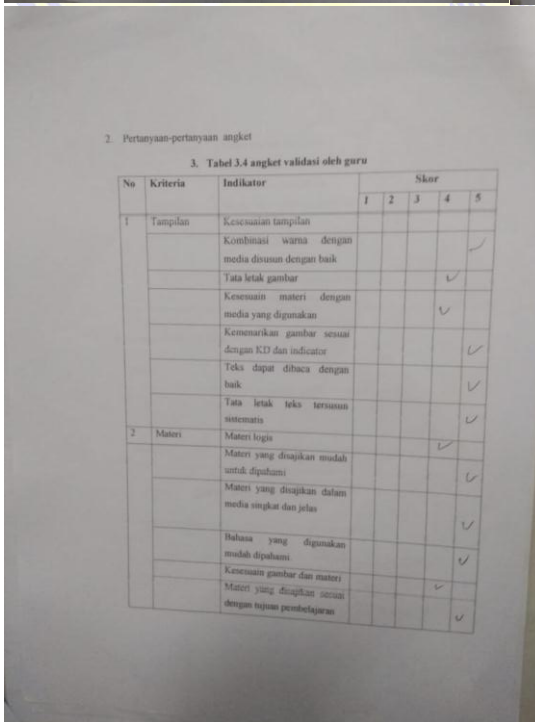 2. Pertanyaan-pertanyaan angket
3. Tabel 3.4 angket validasi oleh guru
No Kriteria Indikator Skor
1 2 3 4 5
1 Tampilan Kesesuaian tampilan
Kombinasi warna dengan
media disusun dengan baik
Tata letak gambar
Kesesuain materi dengan
media yang digunakan
Kemenarikan gambar sesuai
dengan KD dan indicator
Teks dapat dibaca dengan
baik
Tata letak teks tersusun
sistematis
2 Materi Materi logis
Materi yang disajikan mudah
untuk dipahami
Materi yang disajikan dalam
media singkat dan jelas
Bahasa yang digunakan
mudah dipahami.
Kesesuain gambar dan materi
Materi yang disajikan sesuai
dengan tujuan pembelajaran